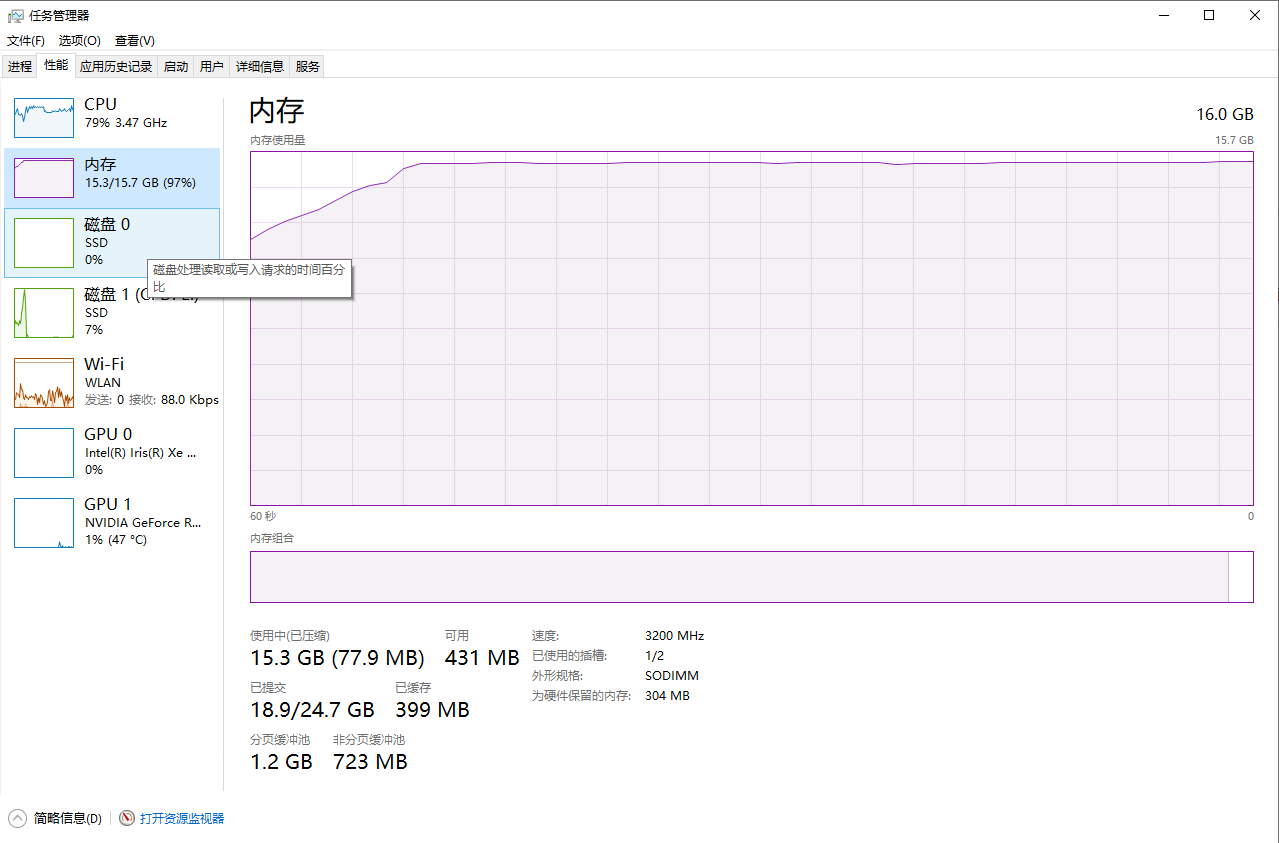 任务管理器
文件(F) 选项(O) 查看(V)
进程 性能 应用历史记录 启动 用户 详细信息 服务
CPU
79% 3.47 GHz
内存
15.3/15.7 GB (97%)
磁盘 0
SSD
0%
磁盘处理读取或写入请求的时间百分
比
磁盘 1
SSD
7%
Wi-Fi
WLAN
发送: 0 接收: 88.0 Kbps
GPU 0
Intel(R) Iris(R) Xe ...
0%
GPU 1
NVIDIA GeForce R...
1% (47 °C)
内存
16.0 GB
内存使用量
15.7 GB
60 秒
0
内存组合
使用中(已压缩)
15.3 GB (77.9 MB)
可用
431 MB
已提交
18.9/24.7 GB
已缓存
399 MB
分页缓冲池
1.2 GB
非分页缓冲池
723 MB
速度: 3200 MHz
已使用的插槽: 1/2
外形规格: SODIMM
为硬件保留的内存: 304 MB
简略信息(D)
打开资源监视器